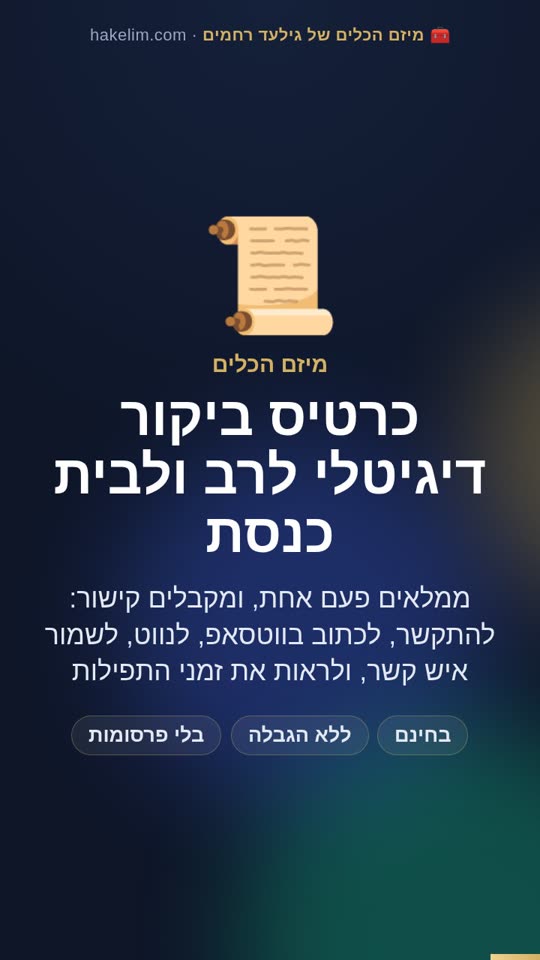 🧰 מיזם הכלים של גילעד רחמים · hakelim.com
מיזם הכלים
כרטיס ביקור
דיגיטלי לרב ולבית
כנסת
ממלאים פעם אחת, ומקבלים קישור:
להתקשר, לכתוב בווטסאפ, לנווט, לשמור
איש קשר, ולראות את זמני התפילות
בחינם
ללא הגבלה
בלי פרסומות